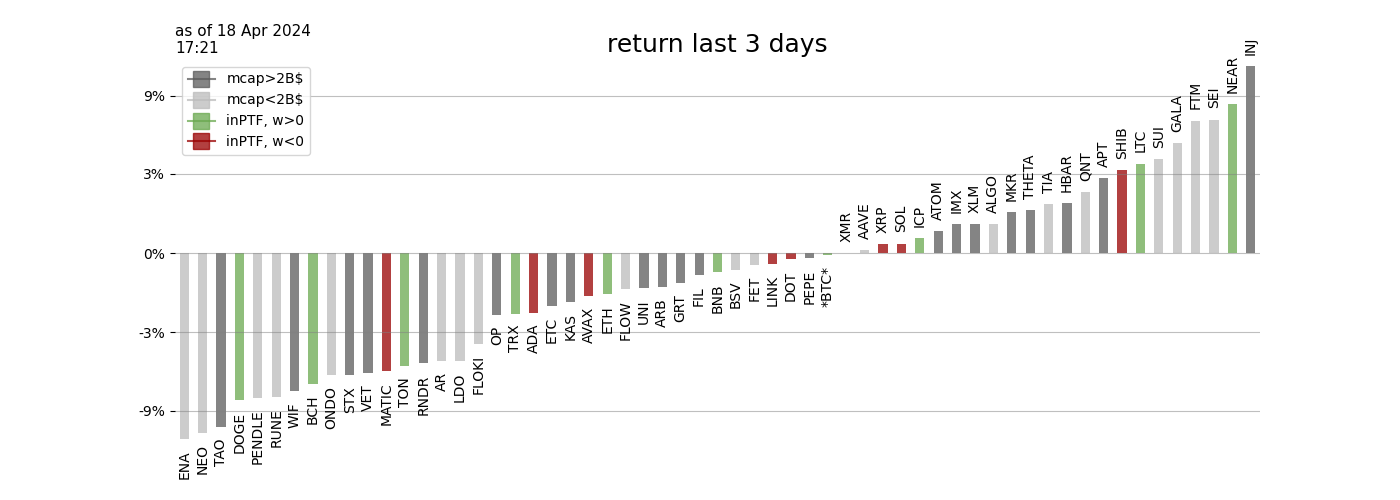 as of 18 Apr 2024
17:21
return last 3 days
mcap>2B$
mcap<2B$
inPTF, w>0
inPTF, w<0
9%
3%
0%
-3%
-9%
ENA
NEO
TAO
DOGE
PENDLE
RUNE
WIF
BCH
ONDO
STX
VET
MATIC
TON
RNDR
AR
LDO
FLOKI
OP
TRX
ADA
ETC
KAS
AVAX
ETH
FLOW
UNI
ARB
GRT
FIL
BNB
BSV
FET
LINK
DOT
PEPE
*BTC*
XMR
AAVE
XRP
SOL
ICP
ATOM
IMX
XLM
ALGO
MKR
THETA
TIA
HBAR
QNT
APT
SHIB
LTC
SUI
GALA
FTM
SEI
NEAR
INJ